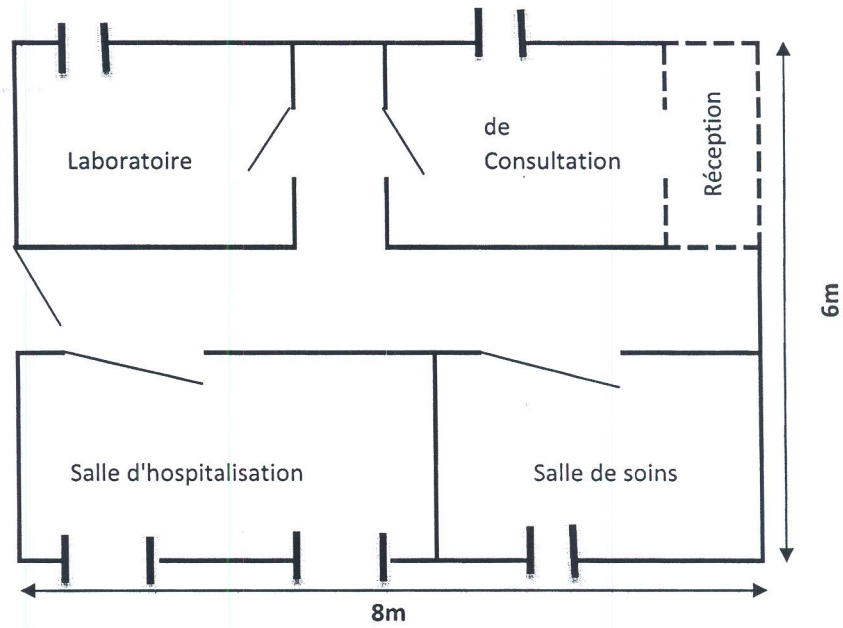 Laboratoire
de
Consultation
Réception
6m
Salle d'hospitalisation
Salle de soins
8m